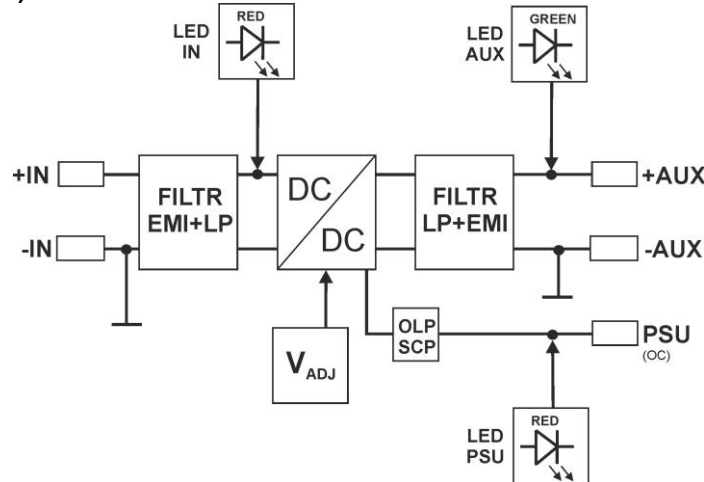 LED
IN
RED
LED
AUX
GREEN
+IN
FILTR
EMI+LP
DC
DC
FILTR
LP+EMI
+AUX
-IN
-AUX
V ADJ
OLP
SCP
PSU
(OC)
LED
PSU
RED